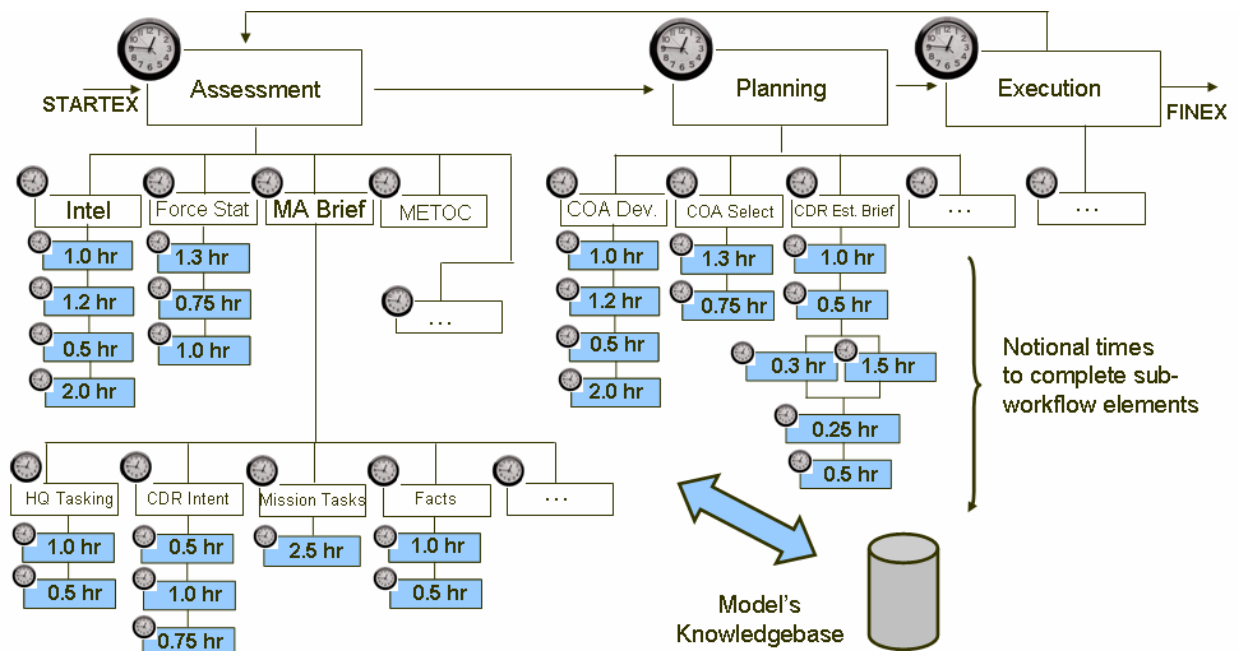 Assessment
Planning
Execution
STARTEX
FINEX
Intel
Force Stat
MA Brief
METOC
COA Dev.
COA Select
CDR Est. Brief
...
...
1.0 hr
1.2 hr
0.5 hr
2.0 hr
1.3 hr
0.75 hr
1.0 hr
...
1.0 hr
1.2 hr
0.5 hr
2.0 hr
1.3 hr
0.75 hr
1.0 hr
0.5 hr
0.3 hr
1.5 hr
0.25 hr
0.5 hr
Notional times
to complete sub-
workflow elements
HQ Tasking
CDR Intent
Mission Tasks
Facts
...
1.0 hr
0.5 hr
0.5 hr
1.0 hr
0.75 hr
2.5 hr
1.0 hr
0.5 hr
Model's
Knowledgebase